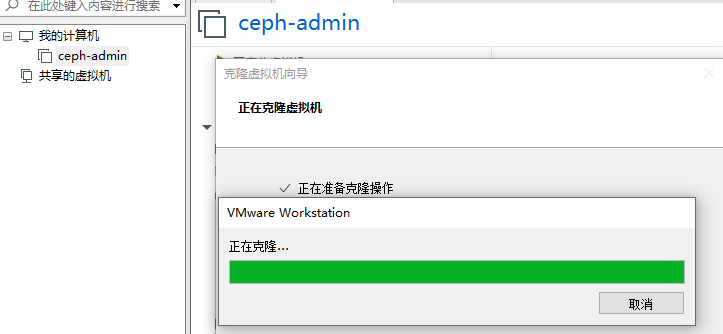 在此处键入内容进行搜索
我的计算机
ceph-admin
共享的虚拟机
ceph-admin
克隆虚拟机向导
正在克隆虚拟机
正在准备克隆操作
VMware Workstation
正在克隆...
取消